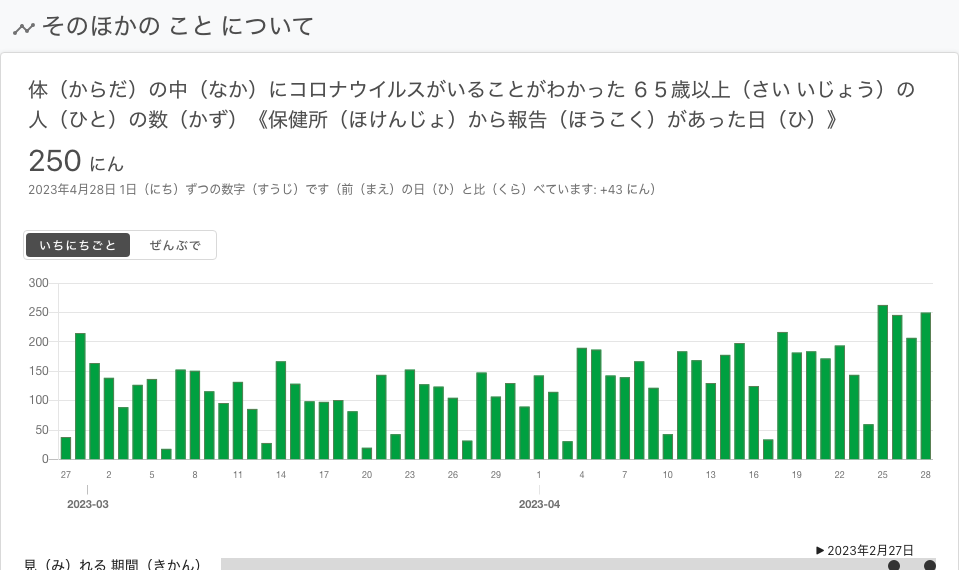 そのほかの こと について
体（からだ）の中（なか）にコロナウイルスがいることがわかった ６５歳以上（さい いじょう）の
人（ひと）の数（かず）《保健所（ほけんじょ）から報告（ほうこく）があった日（ひ）》
250 にん
2023年4月28日 1日（にち）ずつの数字（すうじ）です（前（まえ）の日（ひ）と比（くら）べています: +43 にん）
いちにちごと ぜんぶで
300
250
200
150
100
50
0
27 2 5 8 11 14 17 20 23 26 29 1 4 7 10 13 16 19 22 25 28
2023-03 2023-04
▶ 2023年2月27日
見（み）れる 期間（きかん）